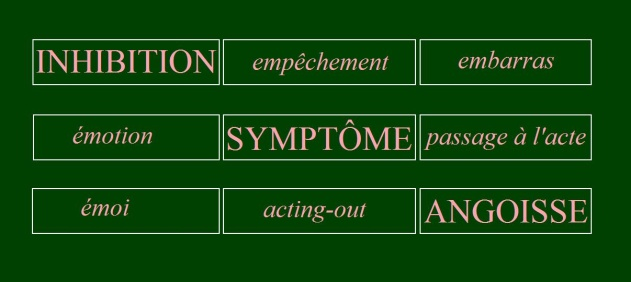 INHIBITION empêchement embarras
émotion SYMPTÔME passage à l'acte
émoi acting-out ANGOISSE